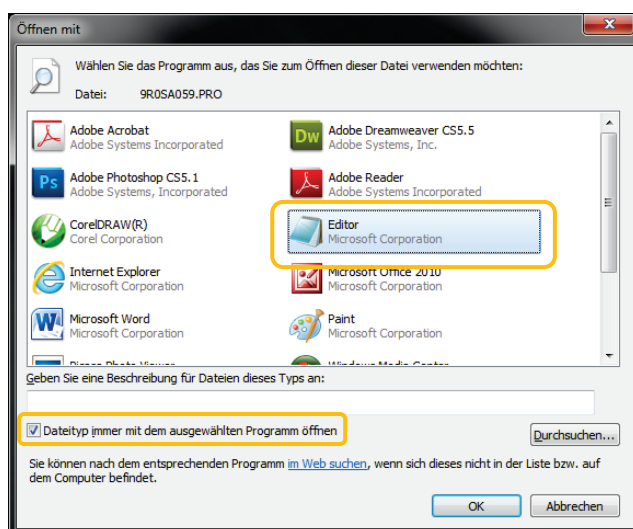 Öffnen mit
Wählen Sie das Programm aus, das Sie zum Öffnen dieser Datei verwenden möchten:
Datei: 9R0SA059.PRO
Adobe Acrobat
Adobe Systems Incorporated
Adobe Dreamweaver CS5.5
Adobe Systems, Inc.
Adobe Photoshop CS5.1
Adobe Systems, Incorporated
Adobe Reader
Adobe Systems Incorporated
CorelDRAW(R)
Corel Corporation
Editor
Microsoft Corporation
Internet Explorer
Microsoft Corporation
Microsoft Office 2010
Microsoft Corporation
Microsoft Word
Microsoft Corporation
Paint
Microsoft Corporation
Windows Media Center
Geben Sie eine Beschreibung für Dateien dieses Typs an:
Dateityp immer mit dem ausgewählten Programm öffnen
Durchsuchen...
Sie können nach dem entsprechenden Programm im Web suchen, wenn sich dieses nicht in der Liste bzw. auf
dem Computer befindet.
OK
Abbrechen